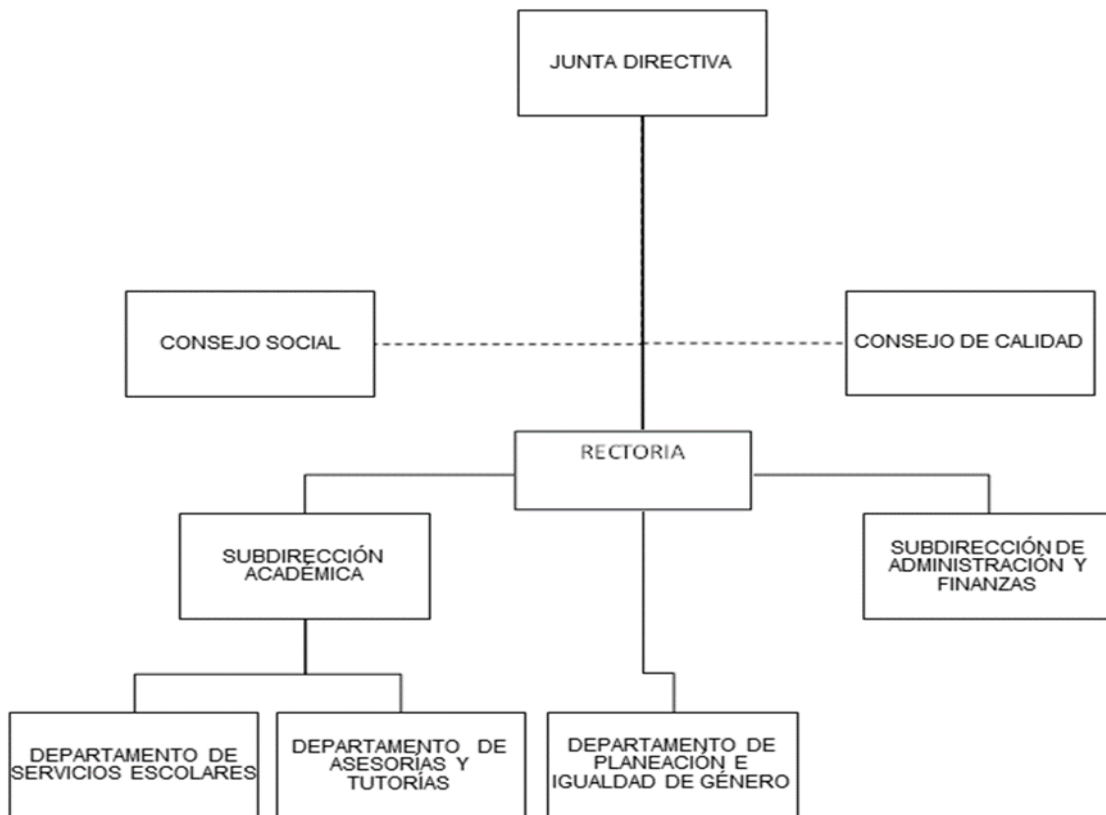 JUNTA DIRECTIVA
CONSEJO SOCIAL
CONSEJO DE CALIDAD
RECTORIA
SUBDIRECCIÓN
ACADÉMICA
SUBDIRECCIÓN DE
ADMINISTRACIÓN Y
FINANZAS
DEPARTAMENTO DE
SERVICIOS ESCOLARES
DEPARTAMENTO DE
ASESORÍAS Y
TUTORÍAS
DEPARTAMENTO DE
PLANEACIÓN E
IGUALDAD DE GÉNERO